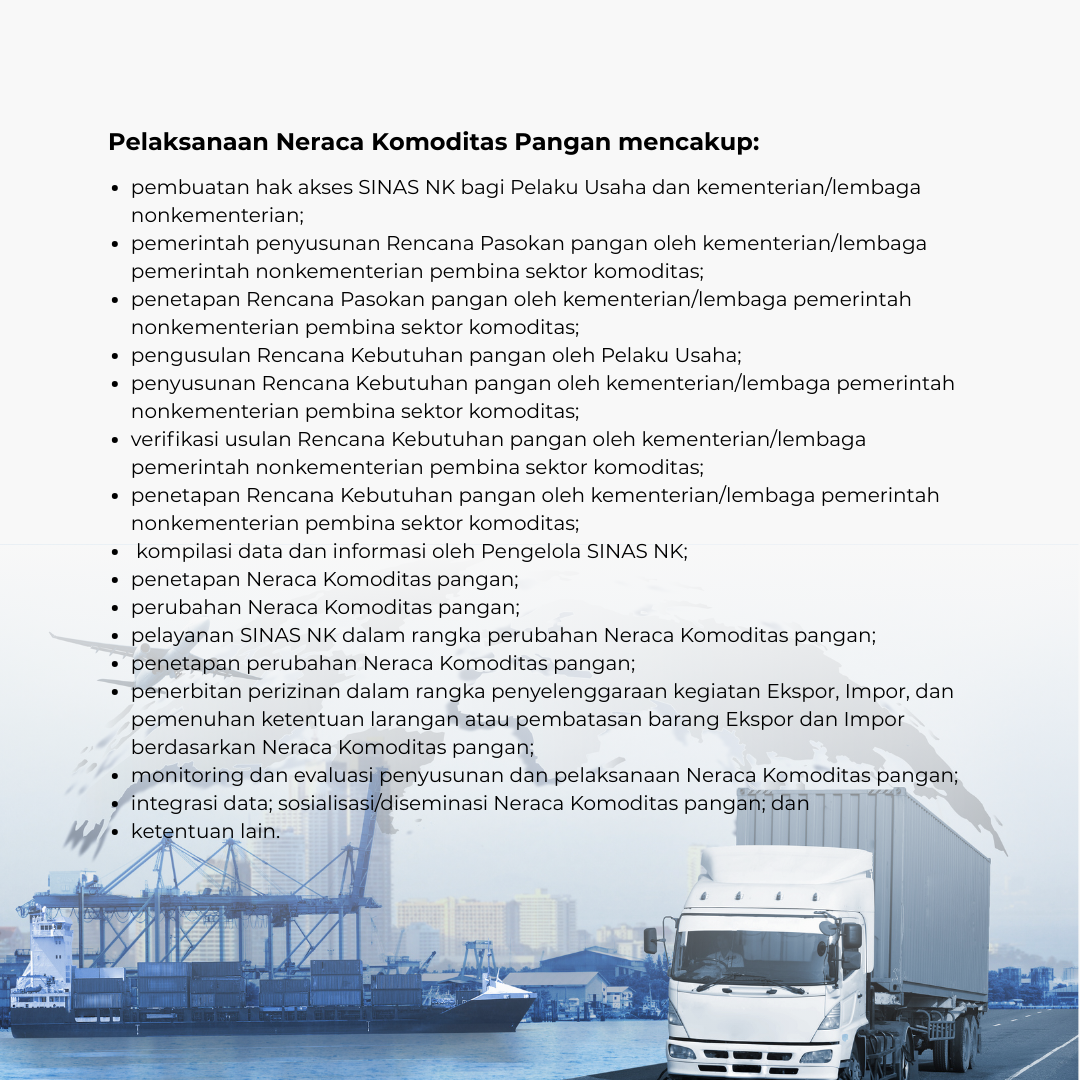 Pelaksanaan Neraca Komoditas Pangan mencakup:
• pembuatan hak akses SINAS NK bagi Pelaku Usaha dan kementerian/lembaga
nonkementerian;
• pemerintah penyusunan Rencana Pasokan pangan oleh kementerian/lembaga
pemerintah nonkementerian pembina sektor komoditas;
• penetapan Rencana Pasokan pangan oleh kementerian/lembaga pemerintah
nonkementerian pembina sektor komoditas;
• pengusulan Rencana Kebutuhan pangan oleh Pelaku Usaha;
• penyusunan Rencana Kebutuhan pangan oleh kementerian/lembaga pemerintah
nonkementerian pembina sektor komoditas;
• verifikasi usulan Rencana Kebutuhan pangan oleh kementerian/lembaga
pemerintah nonkementerian pembina sektor komoditas;
• penetapan Rencana Kebutuhan pangan oleh kementerian/lembaga pemerintah
nonkementerian pembina sektor komoditas;
• kompilasi data dan informasi oleh Pengelola SINAS NK;
• penetapan Neraca Komoditas pangan;
• perubahan Neraca Komoditas pangan;
• pelayanan SINAS NK dalam rangka perubahan Neraca Komoditas pangan;
• penetapan perubahan Neraca Komoditas pangan;
• penerbitan perizinan dalam rangka penyelenggaraan kegiatan Ekspor, Impor, dan
pemenuhan ketentuan larangan atau pembatasan barang Ekspor dan Impor
berdasarkan Neraca Komoditas pangan;
• monitoring dan evaluasi penyusunan dan pelaksanaan Neraca Komoditas pangan;
• integrasi data; sosialisasi/diseminasi Neraca Komoditas pangan; dan
• ketentuan lain.